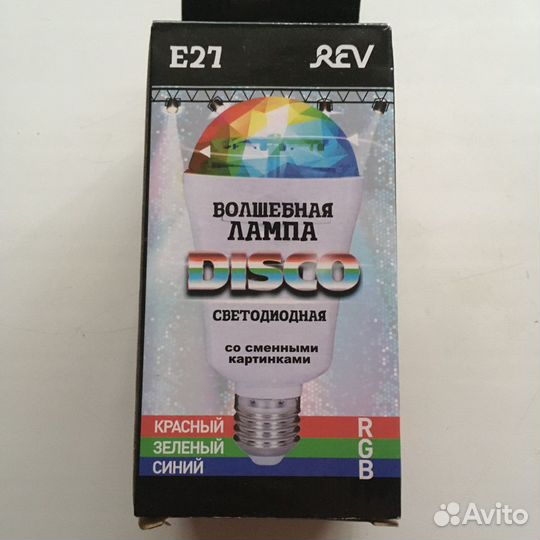 E27 REV
ВОЛШЕБНАЯ
ЛАМПА
DISCO
СВЕТОДИОДНАЯ
со сменными
картинками
КРАСНЫЙ R
ЗЕЛЕНЫЙ G
СИНИЙ B
Avito